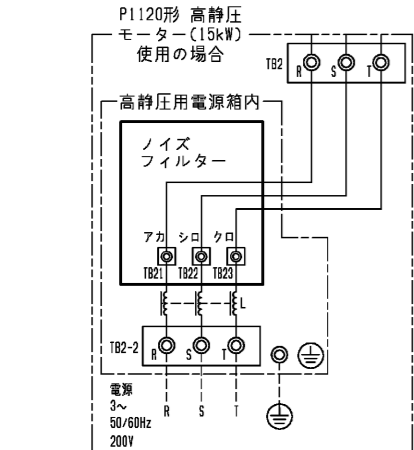 P1120形 高静圧
モーター(15kW)
使用の場合
TB2
R S T
高静圧用電源箱内
ノイズ
フィルター
アカ シロ クロ
TB21 TB22 TB23
L
TB2-2
R S T
電源
3~
50/60Hz
200V
R S T